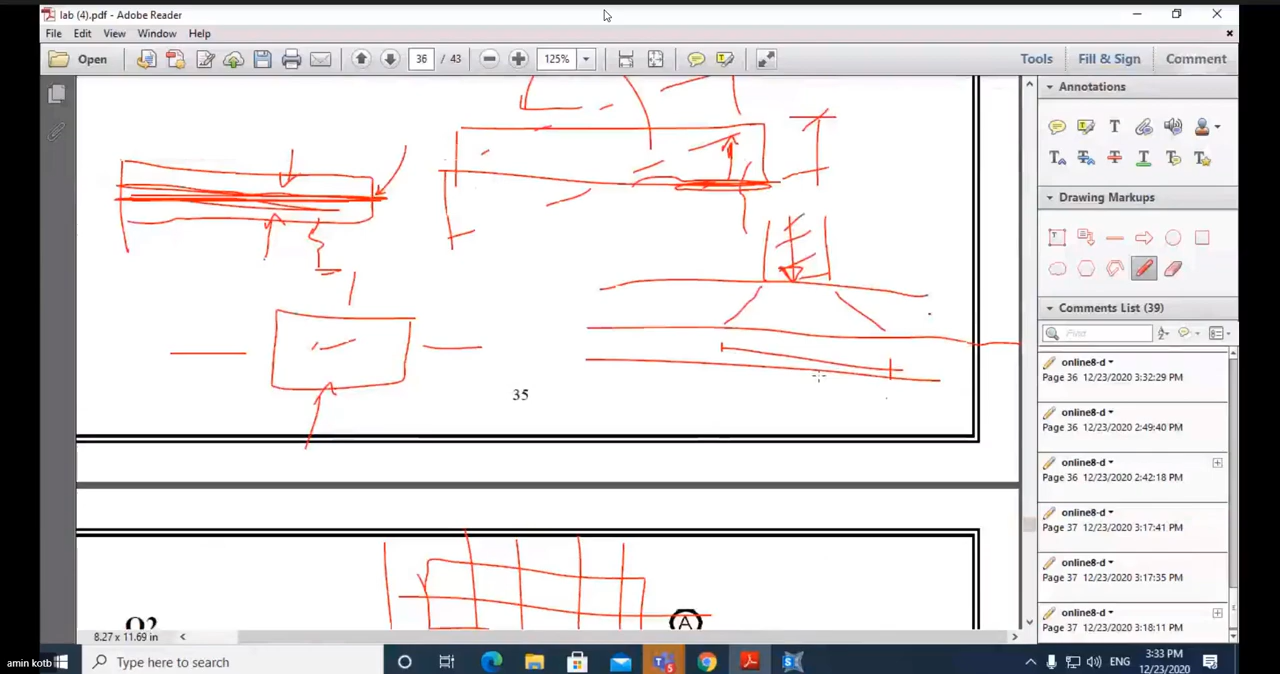 lab (4).pdf - Adobe Reader
File Edit View Window Help
Open 36 / 43 125% Tools Fill & Sign Comment
Annotations
Drawing Markups
Comments List (39)
Find
online8-d
Page 36 12/23/2020 3:32:29 PM
online8-d
Page 36 12/23/2020 2:49:40 PM
online8-d
Page 36 12/23/2020 2:42:18 PM
online8-d
Page 37 12/23/2020 3:17:41 PM
online8-d
Page 37 12/23/2020 3:17:35 PM
online8-d
Page 37 12/23/2020 3:18:11 PM
35
Q2
A
8.27 x 11.69 in
amin kotb
Type here to search
ENG
3:33 PM
12/23/2020